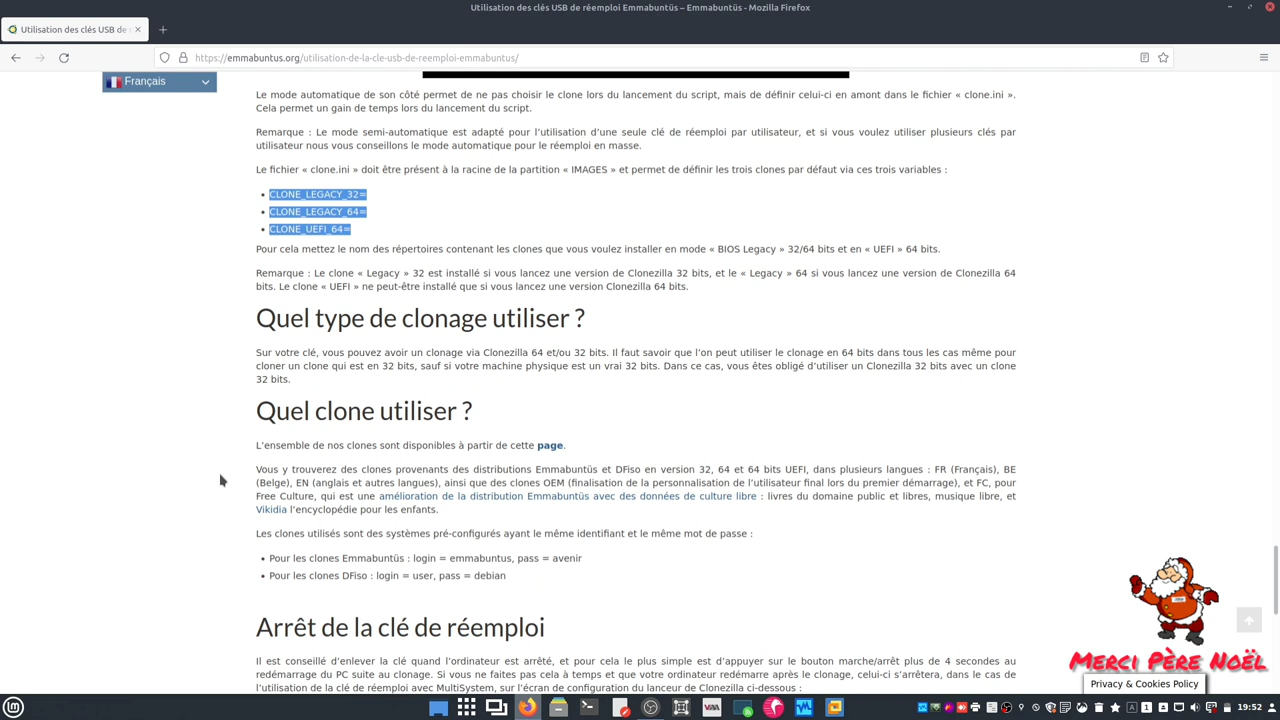 Utilisation des clés USB de réemploi Emmabuntüs – Emmabuntüs - Mozilla Firefox
Utilisation des clés USB de r
https://emmabuntus.org/utilisation-de-la-cle-usb-de-reemploi-emmabuntus/
Français
Le mode automatique de son côté permet de ne pas choisir le clone lors du lancement du script, mais de définir celui-ci en amont dans le fichier « clone.ini ».
Cela permet un gain de temps lors du lancement du script.
Remarque : Le mode semi-automatique est adapté pour l'utilisation d'une seule clé de réemploi par utilisateur, et si vous voulez utiliser plusieurs clés par
utilisateur nous vous conseillons le mode automatique pour le réemploi en masse.
Le fichier « clone.ini » doit être présent à la racine de la partition « IMAGES » et permet de définir les trois clones par défaut via ces trois variables :
• CLONE_LEGACY_32=
• CLONE_LEGACY_64=
• CLONE_UEFI_64=
Pour cela mettez le nom des répertoires contenant les clones que vous voulez installer en mode « BIOS Legacy » 32/64 bits et en « UEFI » 64 bits.
Remarque : Le clone « Legacy » 32 est installé si vous lancez une version de Clonezilla 32 bits, et le « Legacy » 64 si vous lancez une version de Clonezilla 64
bits. Le clone « UEFI » ne peut-être installé que si vous lancez une version Clonezilla 64 bits.
Quel type de clonage utiliser ?
Sur votre clé, vous pouvez avoir un clonage via Clonezilla 64 et/ou 32 bits. Il faut savoir que l'on peut utiliser le clonage en 64 bits dans tous les cas même pour
cloner un clone qui est en 32 bits, sauf si votre machine physique est un vrai 32 bits. Dans ce cas, vous êtes obligé d'utiliser un Clonezilla 32 bits avec un clone
32 bits.
Quel clone utiliser ?
L'ensemble de nos clones sont disponibles à partir de cette page.
Vous y trouverez des clones provenants des distributions Emmabuntüs et DFiso en version 32, 64 et 64 bits UEFI, dans plusieurs langues : FR (Français), BE
(Belge), EN (anglais et autres langues), ainsi que des clones OEM (finalisation de la personnalisation de l'utilisateur final lors du premier démarrage), et FC, pour
Free Culture, qui est une amélioration de la distribution Emmabuntüs avec des données de culture libre : livres du domaine public et libres, musique libre, et
Vikidia l'encyclopédie pour les enfants.
Les clones utilisés sont des systèmes pré-configurés ayant le même identifiant et le même mot de passe :
• Pour les clones Emmabuntüs : login = emmabuntus, pass = avenir
• Pour les clones DFiso : login = user, pass = debian
Arrêt de la clé de réemploi
Il est conseillé d'enlever la clé quand l'ordinateur est arrêté, et pour cela le plus simple est d'appuyer sur le bouton marche/arrêt plus de 4 secondes au
redémarrage du PC suite au clonage. Si vous ne faites pas cela à temps et que votre ordinateur redémarre après le clonage, celui-ci s'arrêtera, dans le cas de
l'utilisation de la clé de réemploi avec MultiSystem, sur l'écran de configuration du lanceur de Clonezilla ci-dessous :
Merci Père Noël
Privacy & Cookies Policy
19:52